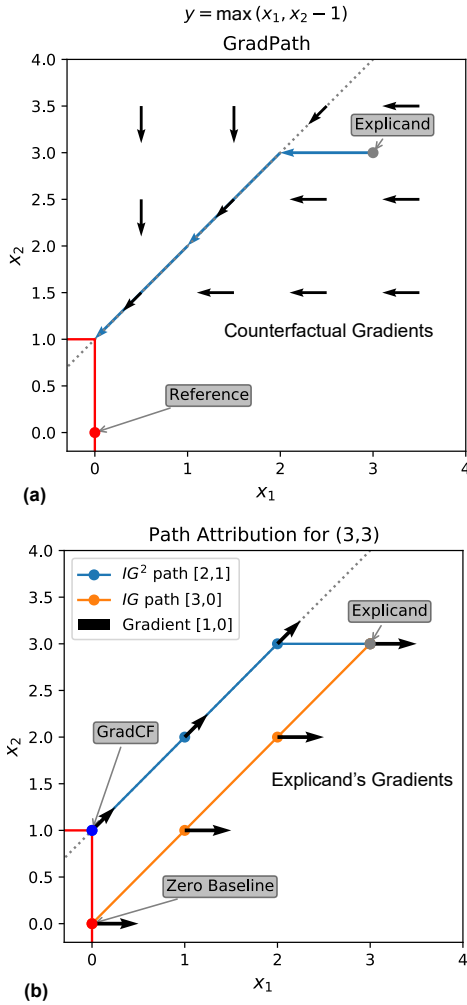 y = max (x₁, x₂ − 1)
GradPath
4.0
3.5
Explicand
3.0
2.5
x₂
2.0
1.5
Counterfactual Gradients
1.0
0.5
Reference
0.0
0 1 2 3 4
(a)
x₁
Path Attribution for (3,3)
4.0
IG² path [2,1]
3.5
IG path [3,0]
Explicand
Gradient [1,0]
3.0
2.5
GradCF
x₂
2.0
Explicand's Gradients
1.5
1.0
0.5
Zero Baseline
0.0
0 1 2 3 4
(b)
x₁